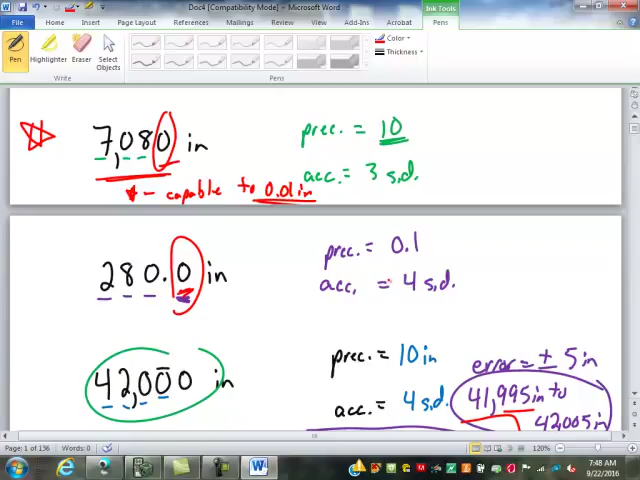 Doc4 [Compatibility Mode] - Microsoft Word
Ink Tools
File Home Insert Page Layout References Mailings Review View Add-Ins Acrobat Pens
Pen Highlighter Eraser Select Objects
Color
Thickness
Write
Pens
7,080 in
prec. = 10
acc. = 3 s.d.
- capable to 0.01 in
280.0 in
prec. = 0.1
acc. = 4 s.d.
42,00̄0 in
prec. = 10 in
acc. = 4 s.d.
error = ± 5 in
41,995 in to
42005 in
Page: 1 of 136 Words: 0
120%
7:48 AM
9/22/2016